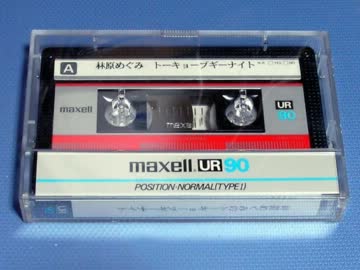 A 林原めぐみ トーキョーブギーナイト
maxell
UR
90
maxell UR 90
POSITION·NORMAL(TYPE I)